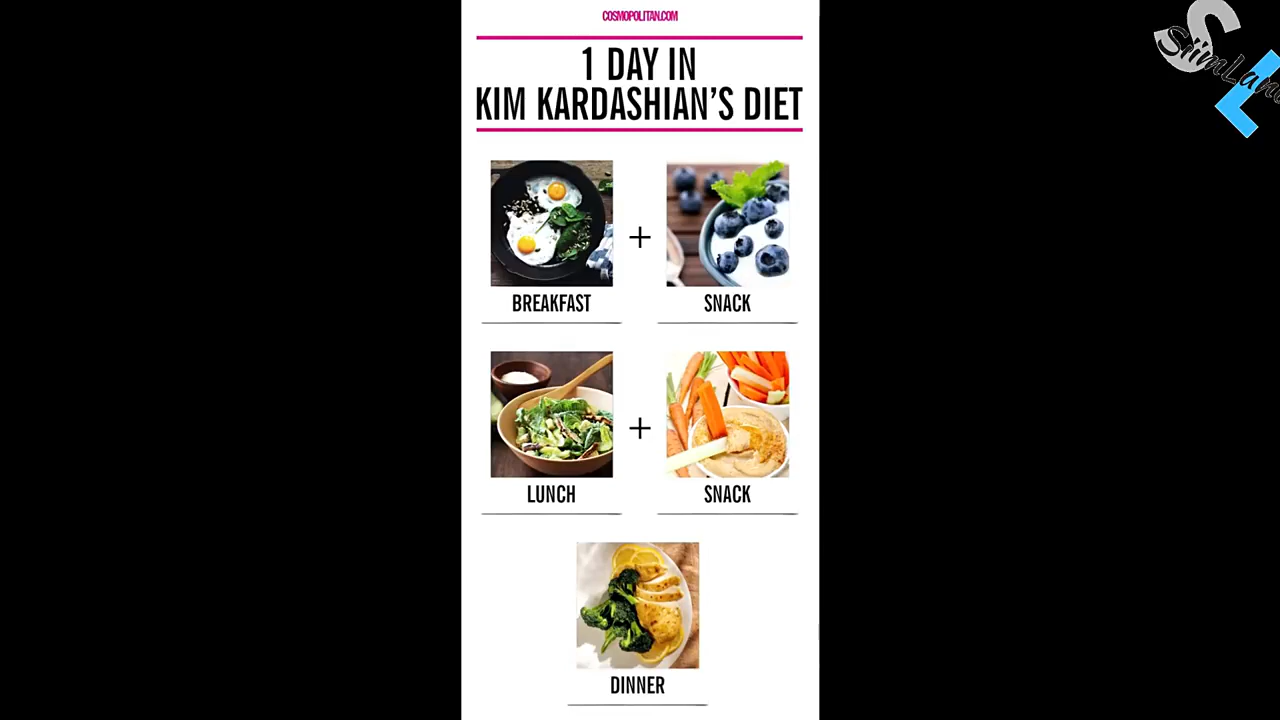 COSMOPOLITAN.COM
1 DAY IN
KIM KARDASHIAN'S DIET
BREAKFAST
SNACK
LUNCH
SNACK
DINNER